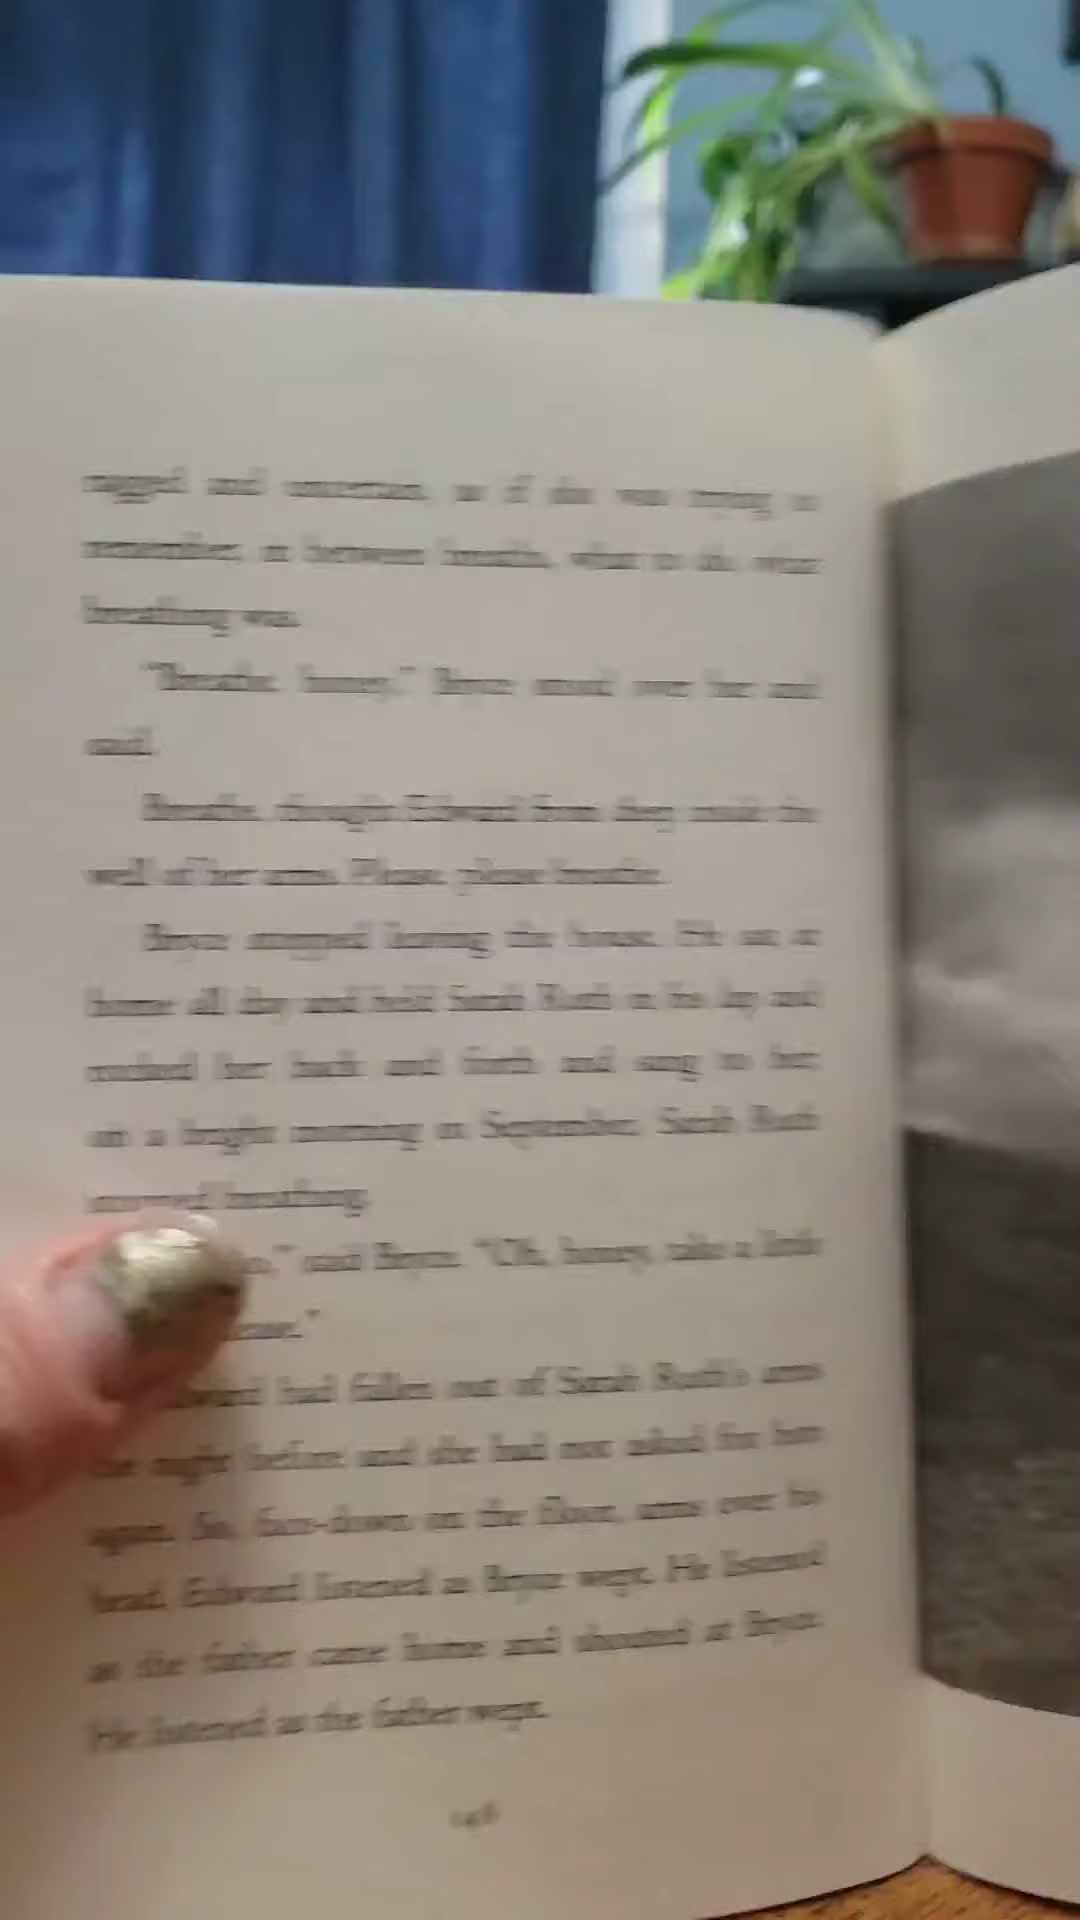 ragged and uncertain, as if she was trying to
remember, in between breaths, what to do, what
breathing was.
"Breathe, honey." Bryce stood over her and
said.
Breathe, thought Edward from deep inside the
well of her arms. Please, please breathe.
Bryce stopped leaving the house. He sat at
home all day and held Sarah Ruth in his lap and
rocked her back and forth and sang to her;
on a bright morning in September, Sarah Ruth
stopped breathing.
said Bryce. "Oh, honey, take a little
had fallen out of Sarah Ruth's arms
night before and she had not asked for him
again. So, face-down on the floor, arms over his
head, Edward listened as Bryce wept. He listened
as the father came home and shouted at Bryce.
He listened as the father wept.